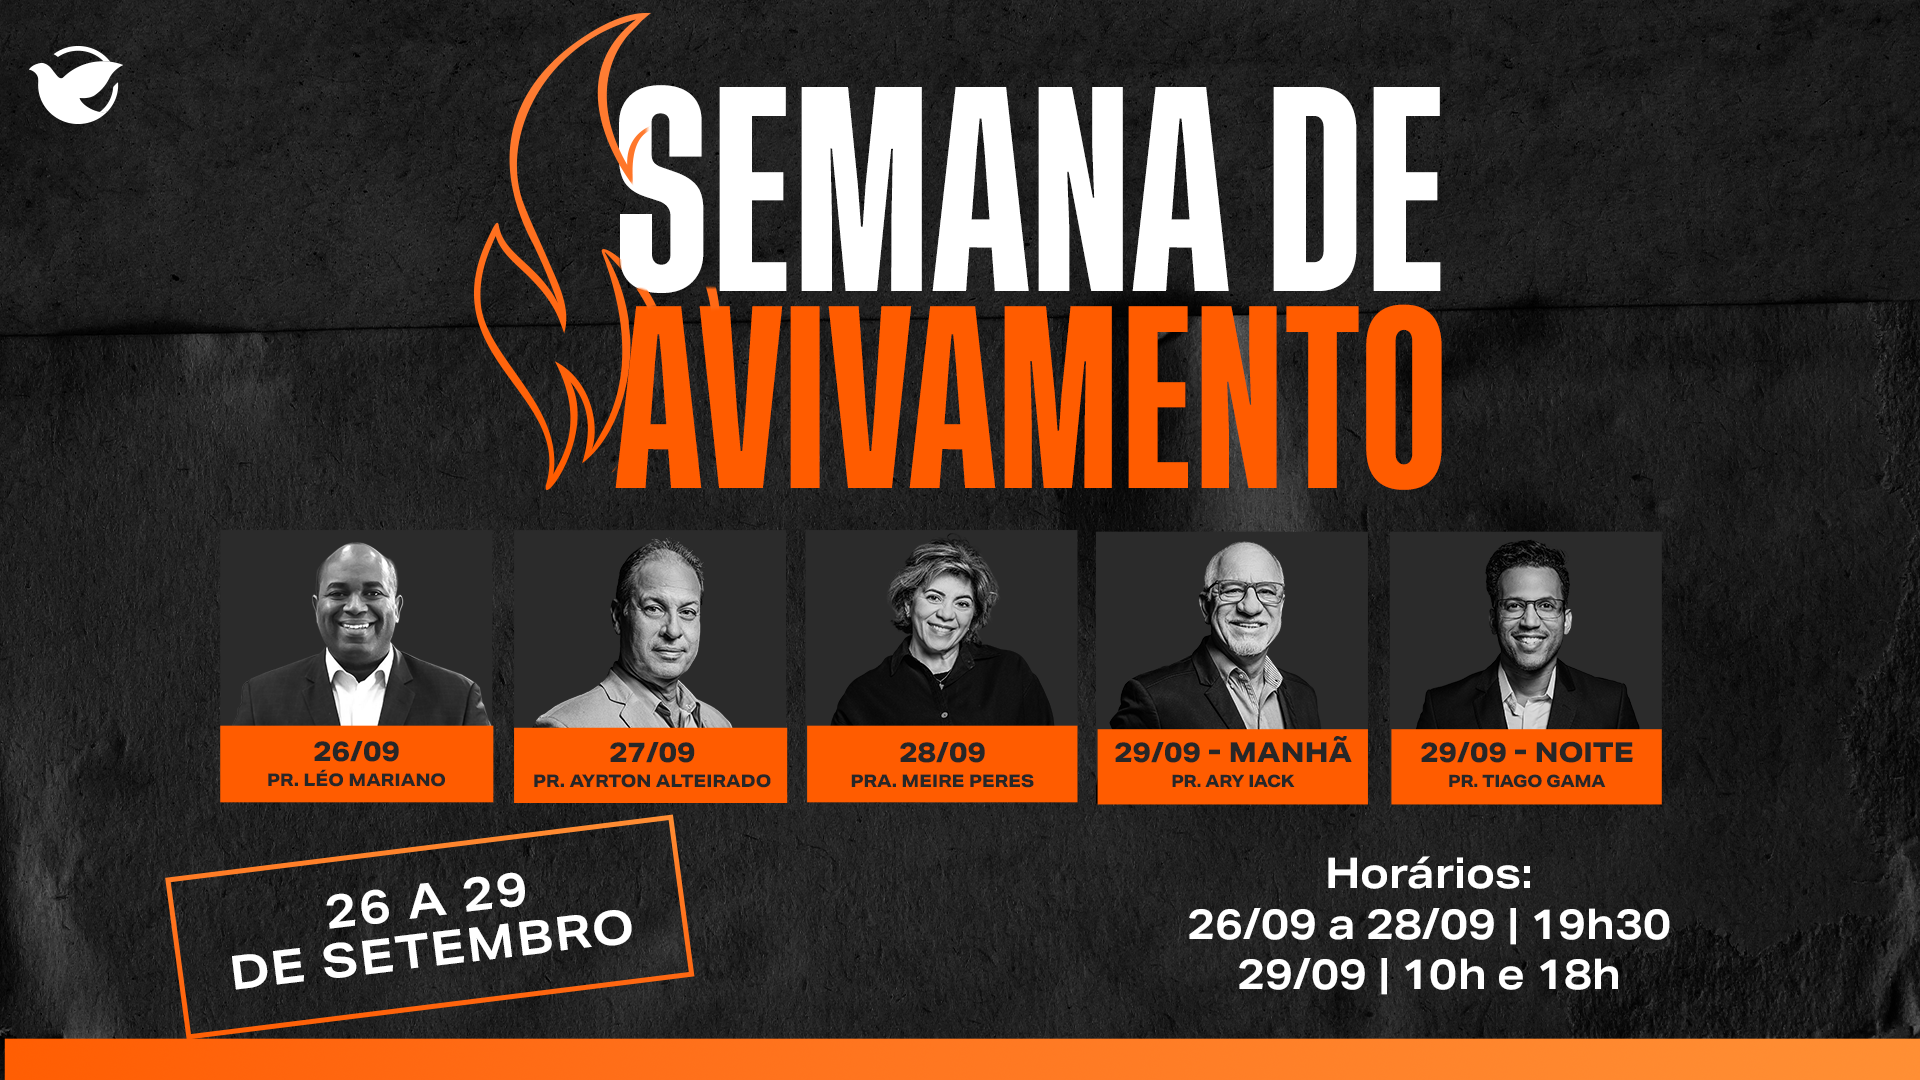 SEMANA DE
AVIVAMENTO
26/09
PR. LÉO MARIANO
27/09
PR. AYRTON ALTEIRADO
28/09
PRA. MEIRE PERES
29/09 - MANHÃ
PR. ARY IACK
29/09 - NOITE
PR. TIAGO GAMA
26 A 29
DE SETEMBRO
Horários:
26/09 a 28/09 | 19h30
29/09 | 10h e 18h